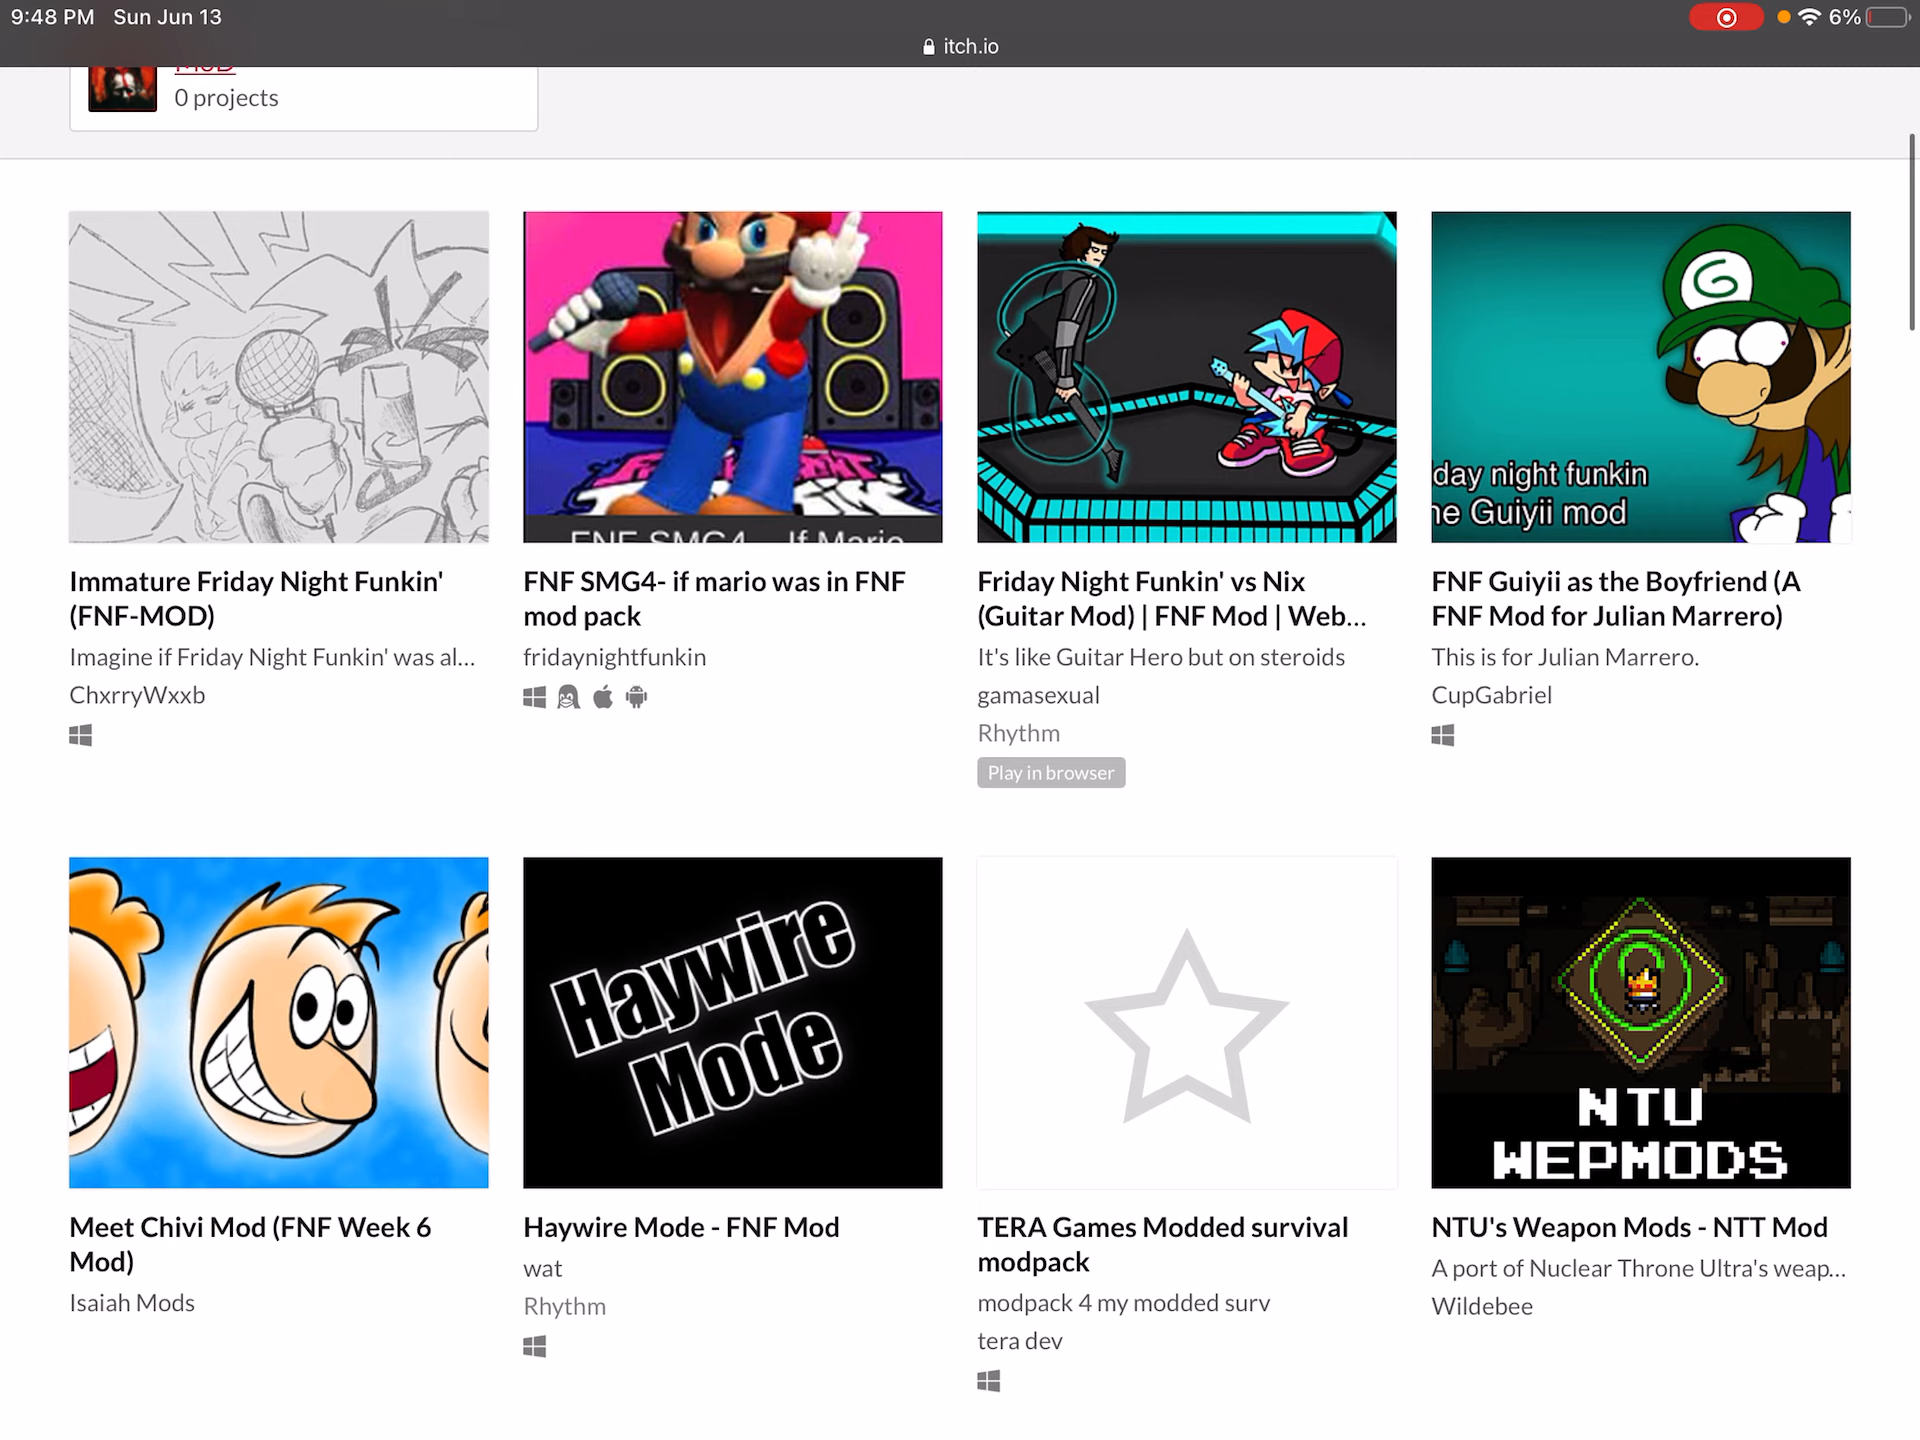 9:48 PM Sun Jun 13
6%
itch.io
MoD
0 projects
FNF SMG4 If Mario
day night funkin
he Guiyii mod
Immature Friday Night Funkin'
(FNF-MOD)
Imagine if Friday Night Funkin' was al...
ChxrryWxxb
FNF SMG4- if mario was in FNF
mod pack
fridaynightfunkin
Friday Night Funkin' vs Nix
(Guitar Mod) | FNF Mod | Web...
It's like Guitar Hero but on steroids
gamasexual
Rhythm
Play in browser
FNF Guiyii as the Boyfriend (A
FNF Mod for Julian Marrero)
This is for Julian Marrero.
CupGabriel
Haywire
Mode
NTU
WEPMODS
Meet Chivi Mod (FNF Week 6
Mod)
Isaiah Mods
Haywire Mode - FNF Mod
wat
Rhythm
TERA Games Modded survival
modpack
modpack 4 my modded surv
tera dev
NTU's Weapon Mods - NTT Mod
A port of Nuclear Throne Ultra's weap...
Wildebee